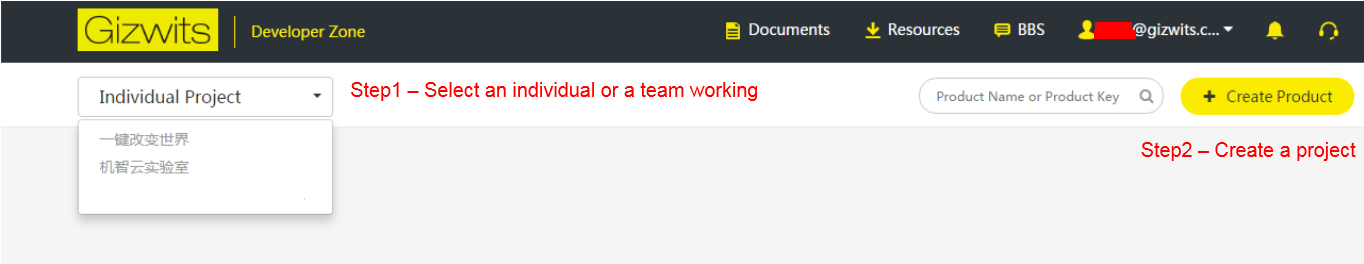 Gizwits Developer Zone Documents Resources BBS @gizwits.c...
Individual Project Step1 – Select an individual or a team working Product Name or Product Key + Create Product
一键改变世界
Step2 – Create a project
机智云实验室